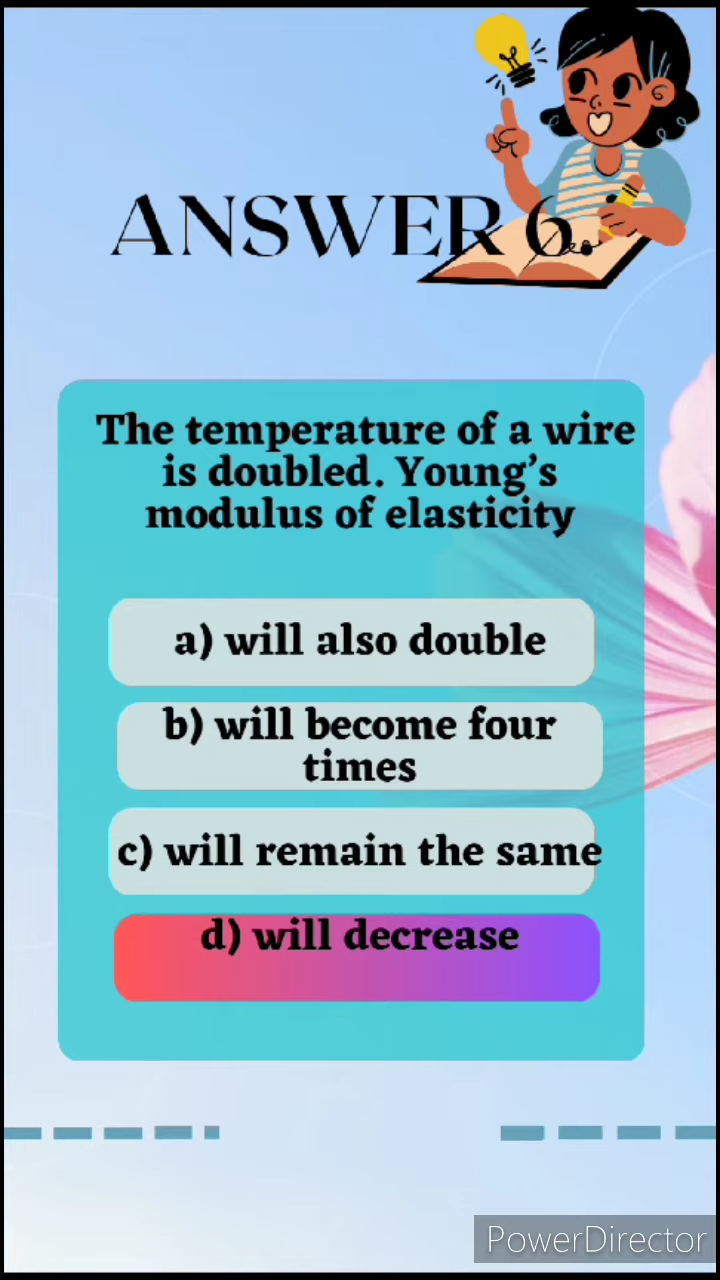 ANSWER 6.
The temperature of a wire
is doubled. Young's
modulus of elasticity
a) will also double
b) will become four
times
c) will remain the same
d) will decrease
PowerDirector